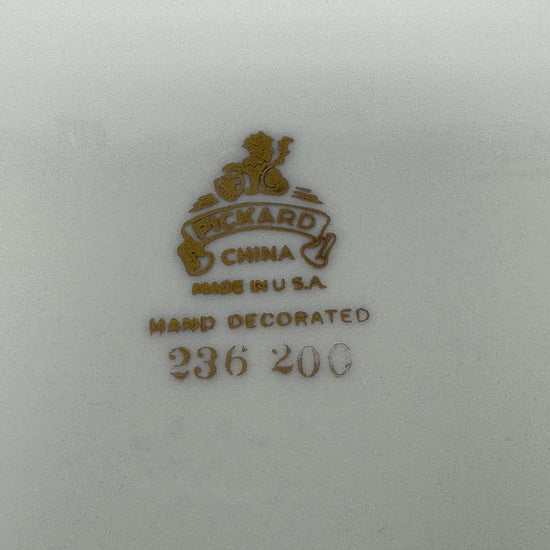 PICKARD
CHINA
MADE IN U.S.A.
HAND DECORATED
236 200